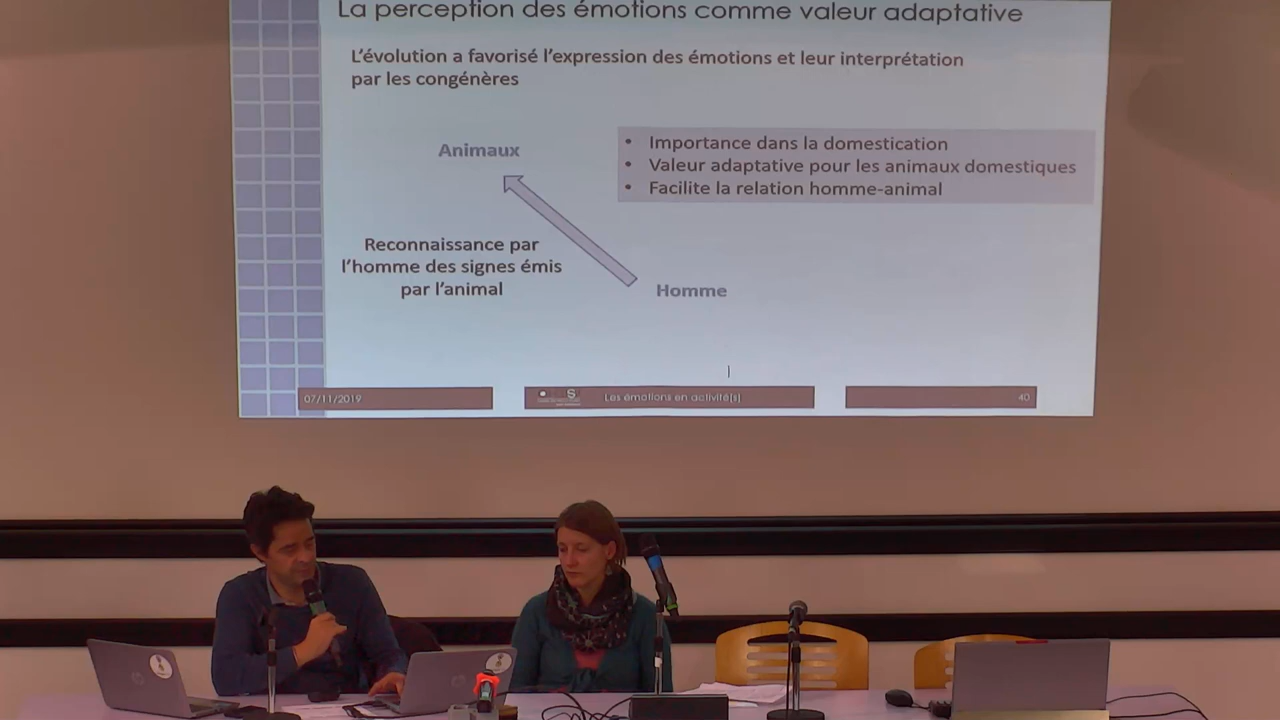 La perception des émotions comme valeur adaptative
L'évolution a favorisé l'expression des émotions et leur interprétation
par les congénères
Animaux
• Importance dans la domestication
• Valeur adaptative pour les animaux domestiques
• Facilite la relation homme-animal
Reconnaissance par
l'homme des signes émis
par l'animal
Homme
07/11/2019
S
Les émotions en activité(s)
40